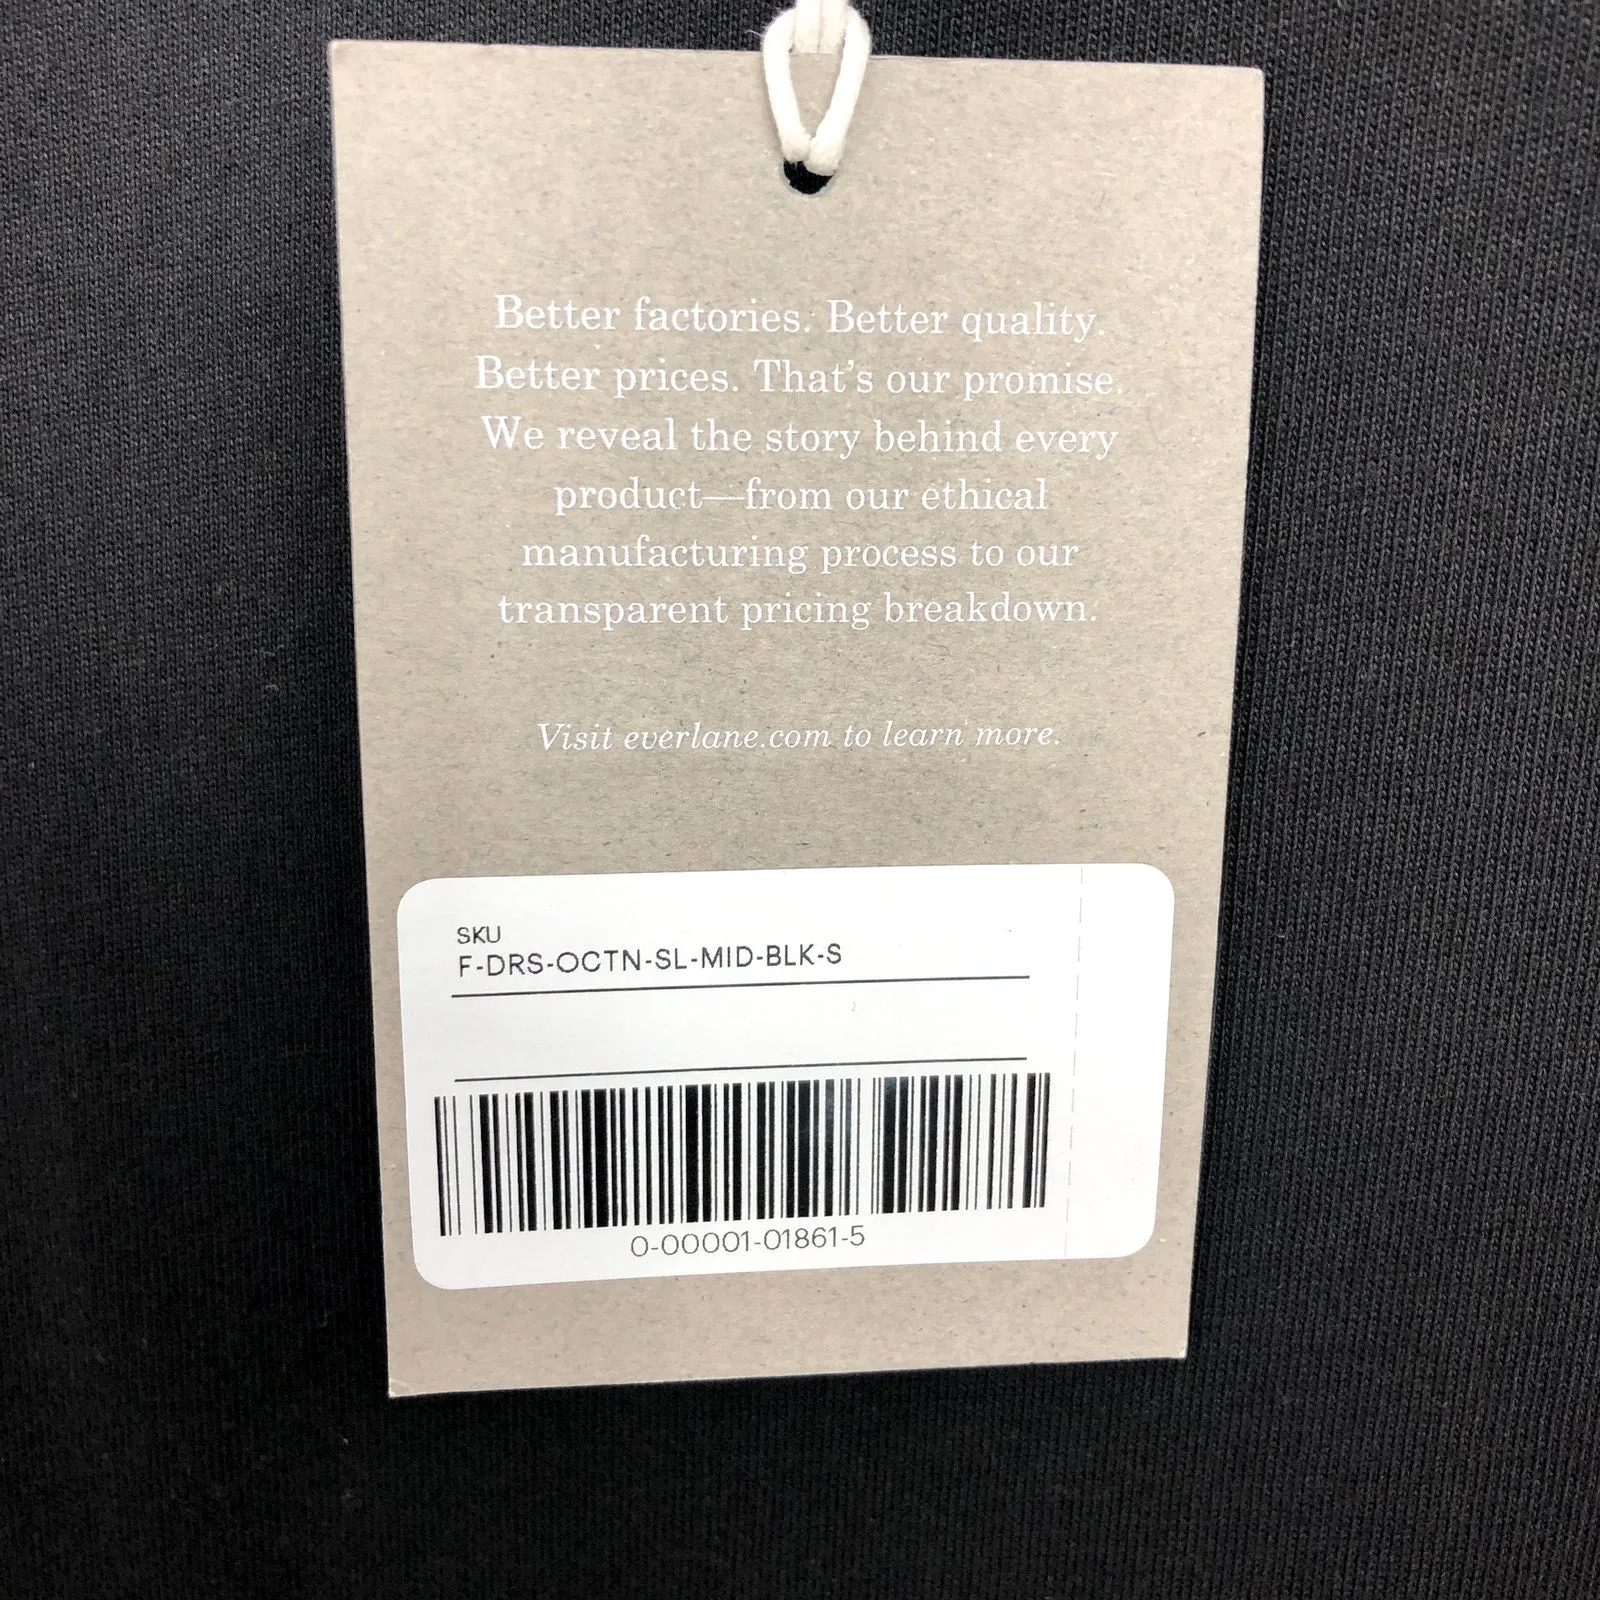 Better factories. Better quality.
Better prices. That's our promise.
We reveal the story behind every
product—from our ethical
manufacturing process to our
transparent pricing breakdown.
Visit everlane.com to learn more.
SKU
F-DRS-OCTN-SL-MID-BLK-S
0-00001-01861-5